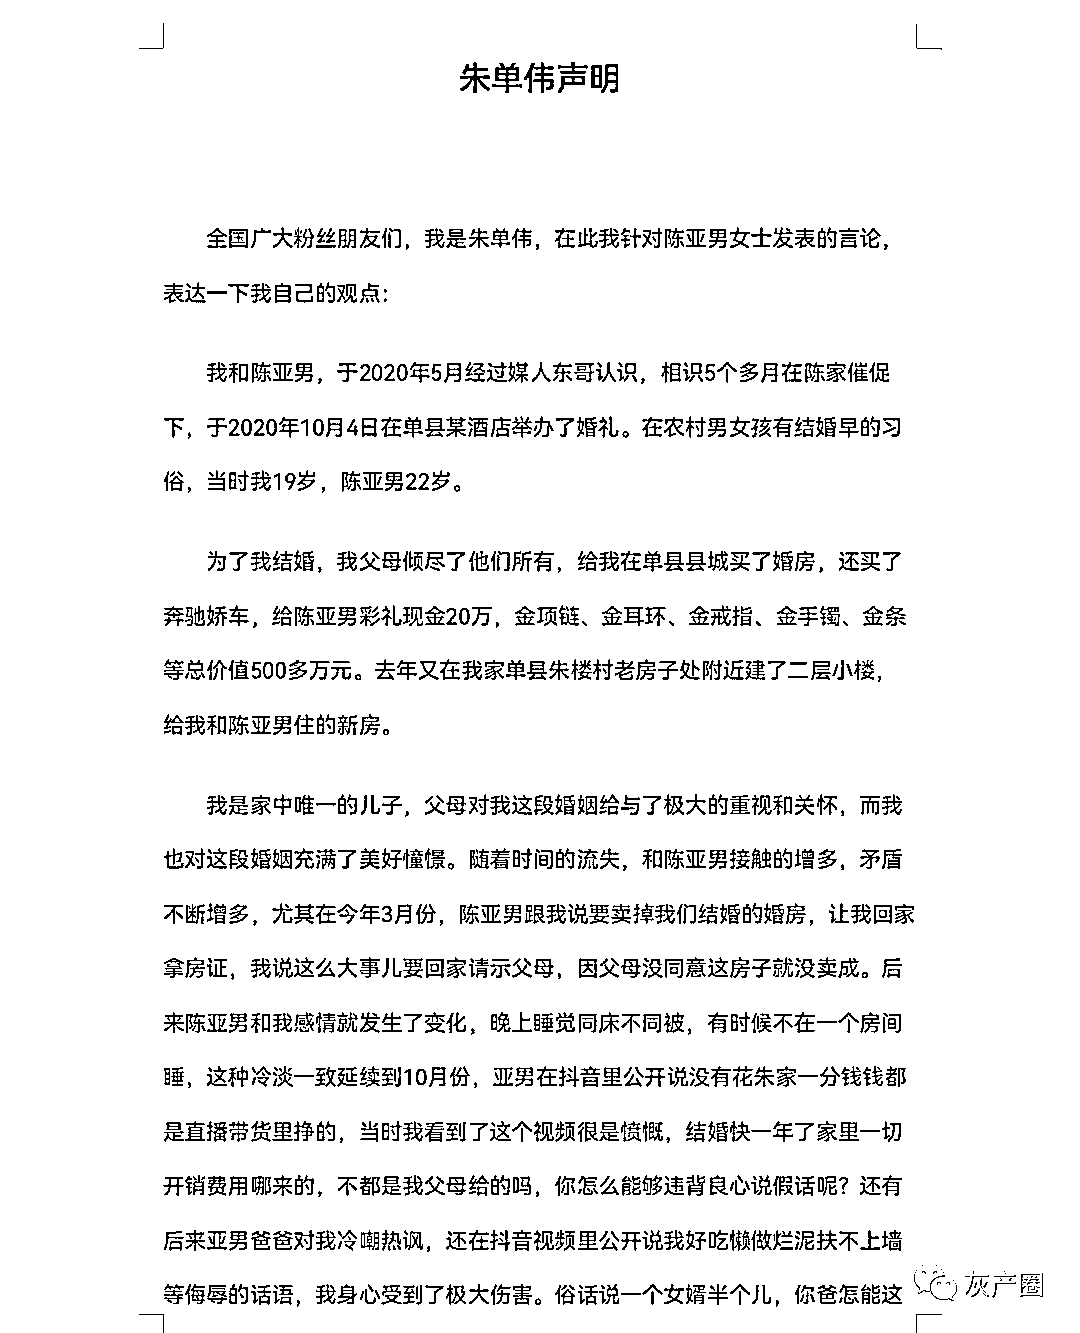 朱单伟声明
全国广大粉丝朋友们，我是朱单伟，在此我针对陈亚男女士发表的言论，
表达一下我自己的观点：
我和陈亚男，于2020年5月经过媒人东哥认识，相识5个多月在陈家催促
下，于2020年10月4日在单县某酒店举办了婚礼。在农村男女孩有结婚早的习
俗，当时我19岁，陈亚男22岁。
为了我结婚，我父母倾尽了他们所有，给我在单县县城买了婚房，还买了
奔驰娇车，给陈亚男彩礼现金20万，金项链、金耳环、金戒指、金手镯、金条
等总价值500多万元。去年又在我家单县朱楼村老房子处附近建了二层小楼，
给我和陈亚男住的新房。
我是家中唯一的儿子，父母对我这段婚姻给与了极大的重视和关怀，而我
也对这段婚姻充满了美好憧憬。随着时间的流失，和陈亚男接触的增多，矛盾
不断增多，尤其在今年3月份，陈亚男跟我说要卖掉我们结婚的婚房，让我回家
拿房证，我说这么大事儿要回家请示父母，因父母没同意这房子就没卖成。后
来陈亚男和我感情就发生了变化，晚上睡觉同床不同被，有时候不在一个房间
睡，这种冷淡一致延续到10月份，亚男在抖音里公开说没有花朱家一分钱钱都
是直播带货里挣的，当时我看到了这个视频很是愤慨，结婚快一年了家里一切
开销费用哪来的，不都是我父母给的吗，你怎么能够违背良心说假话呢？还有
后来亚男爸爸对我冷嘲热讽，还在抖音视频里公开说我好吃懒做烂泥扶不上墙
等侮辱的话语，我身心受到了极大伤害。俗话说一个女婿半个儿，你爸怎能这
灰产圈